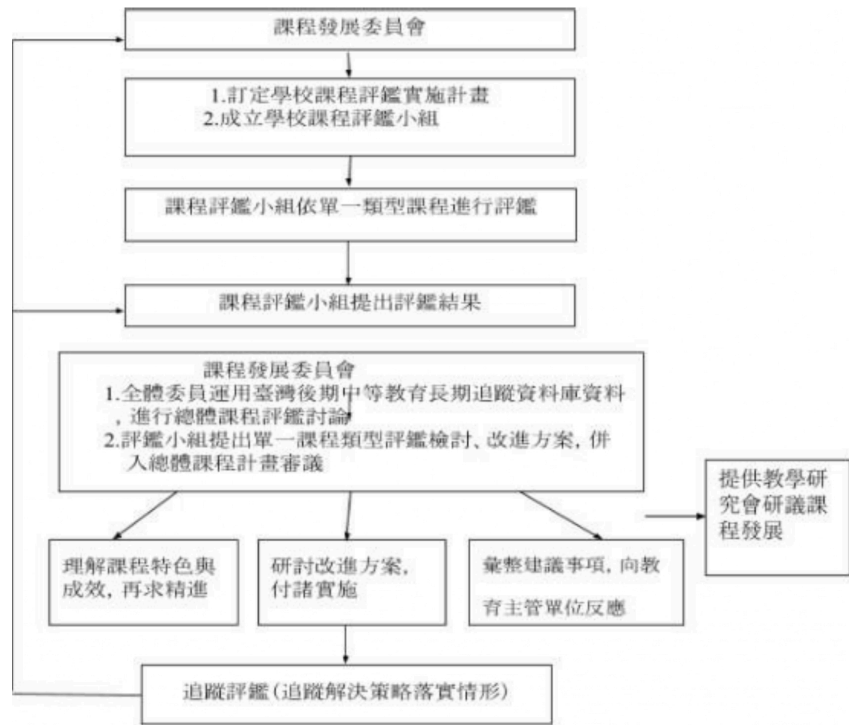 課程發展委員會
1.訂定學校課程評鑑實施計畫
2.成立學校課程評鑑小組
課程評鑑小組依單一類型課程進行評鑑
課程評鑑小組提出評鑑結果
課程發展委員會
1.全體委員運用臺灣後期中等教育長期追蹤資料庫資料
，進行總體課程評鑑討論
2.評鑑小組提出單一課程類型評鑑檢討、改進方案，併
入總體課程計畫審議
提供教學研
究會研議課
程發展
理解課程特色與
成效，再求精進
研討改進方案，
付諸實施
彙整建議事項，向教
育主管單位反應
追蹤評鑑(追蹤解決策略落實情形)